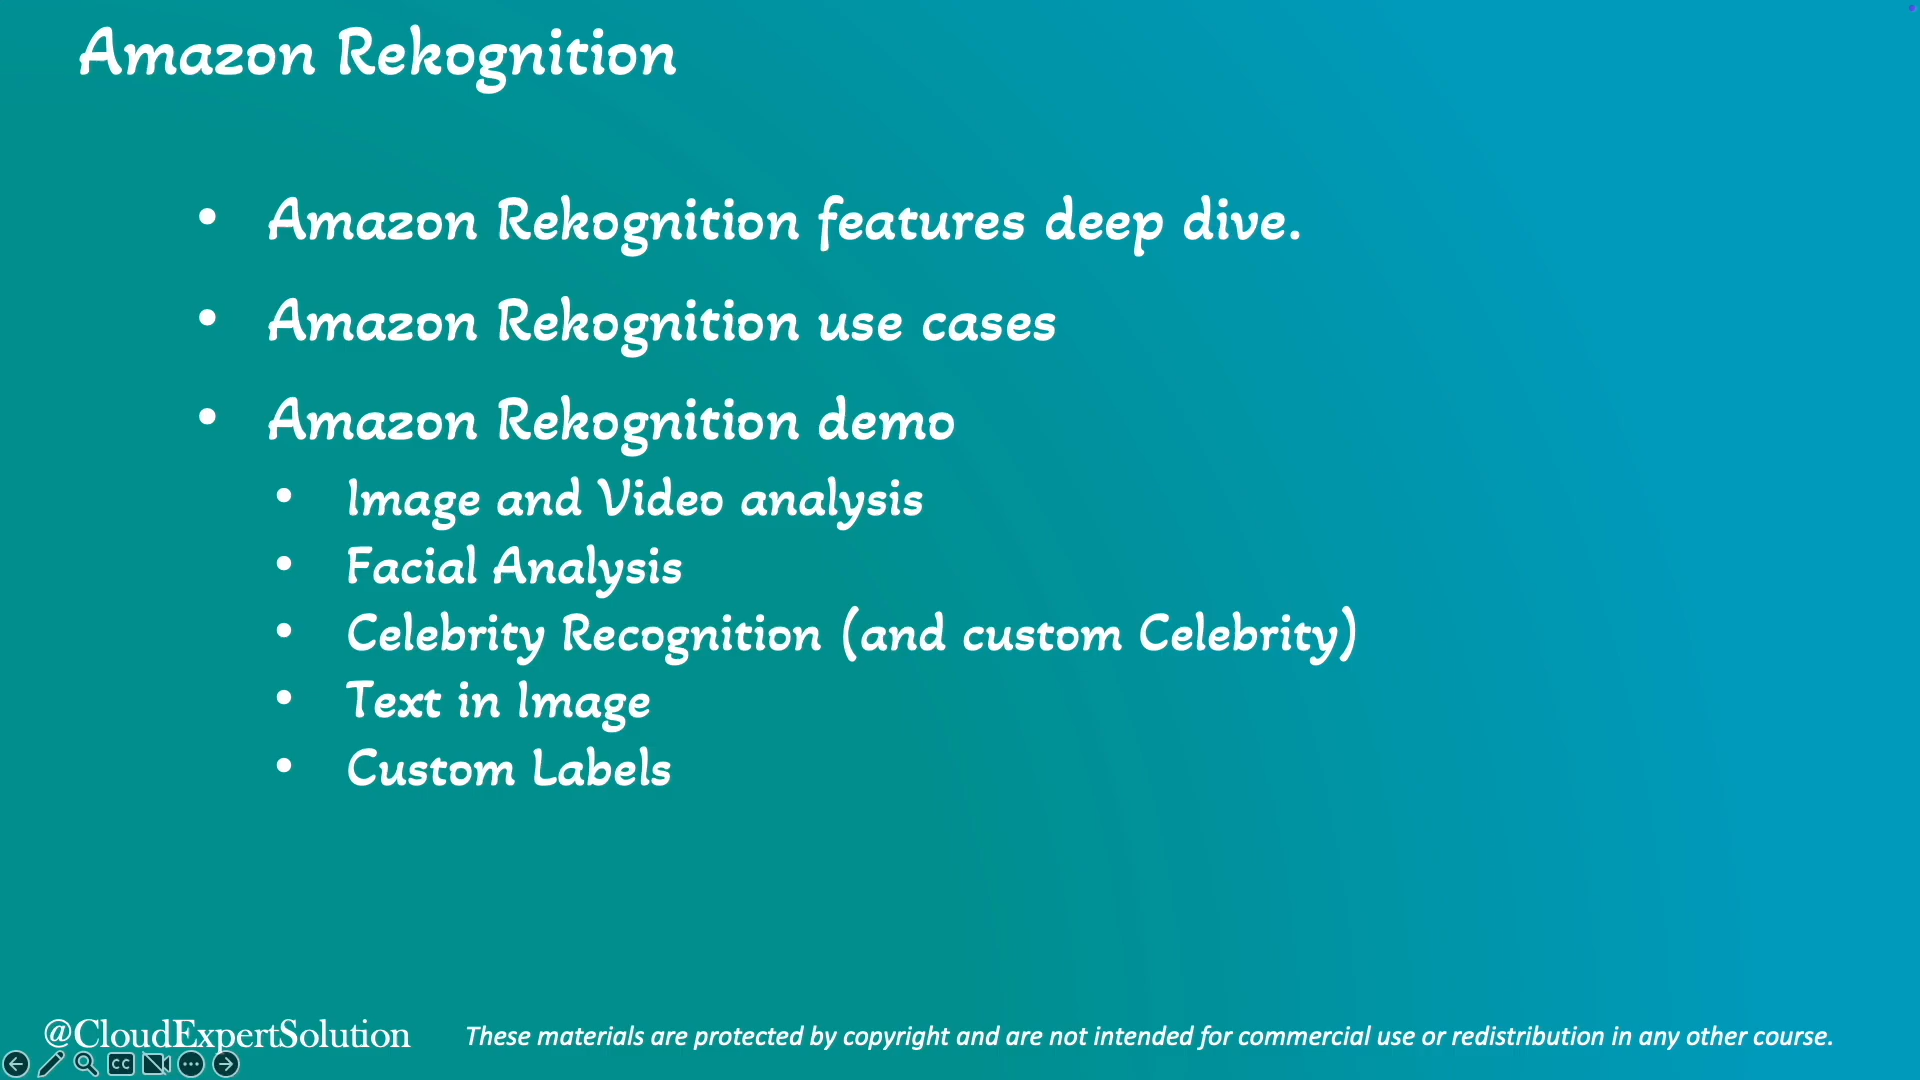 Amazon Rekognition
• Amazon Rekognition features deep dive.
• Amazon Rekognition use cases
• Amazon Rekognition demo
• Image and Video analysis
• Facial Analysis
• Celebrity Recognition (and custom Celebrity)
• Text in Image
• Custom Labels
@CloudExpertSolution
These materials are protected by copyright and are not intended for commercial use or redistribution in any other course.
CC